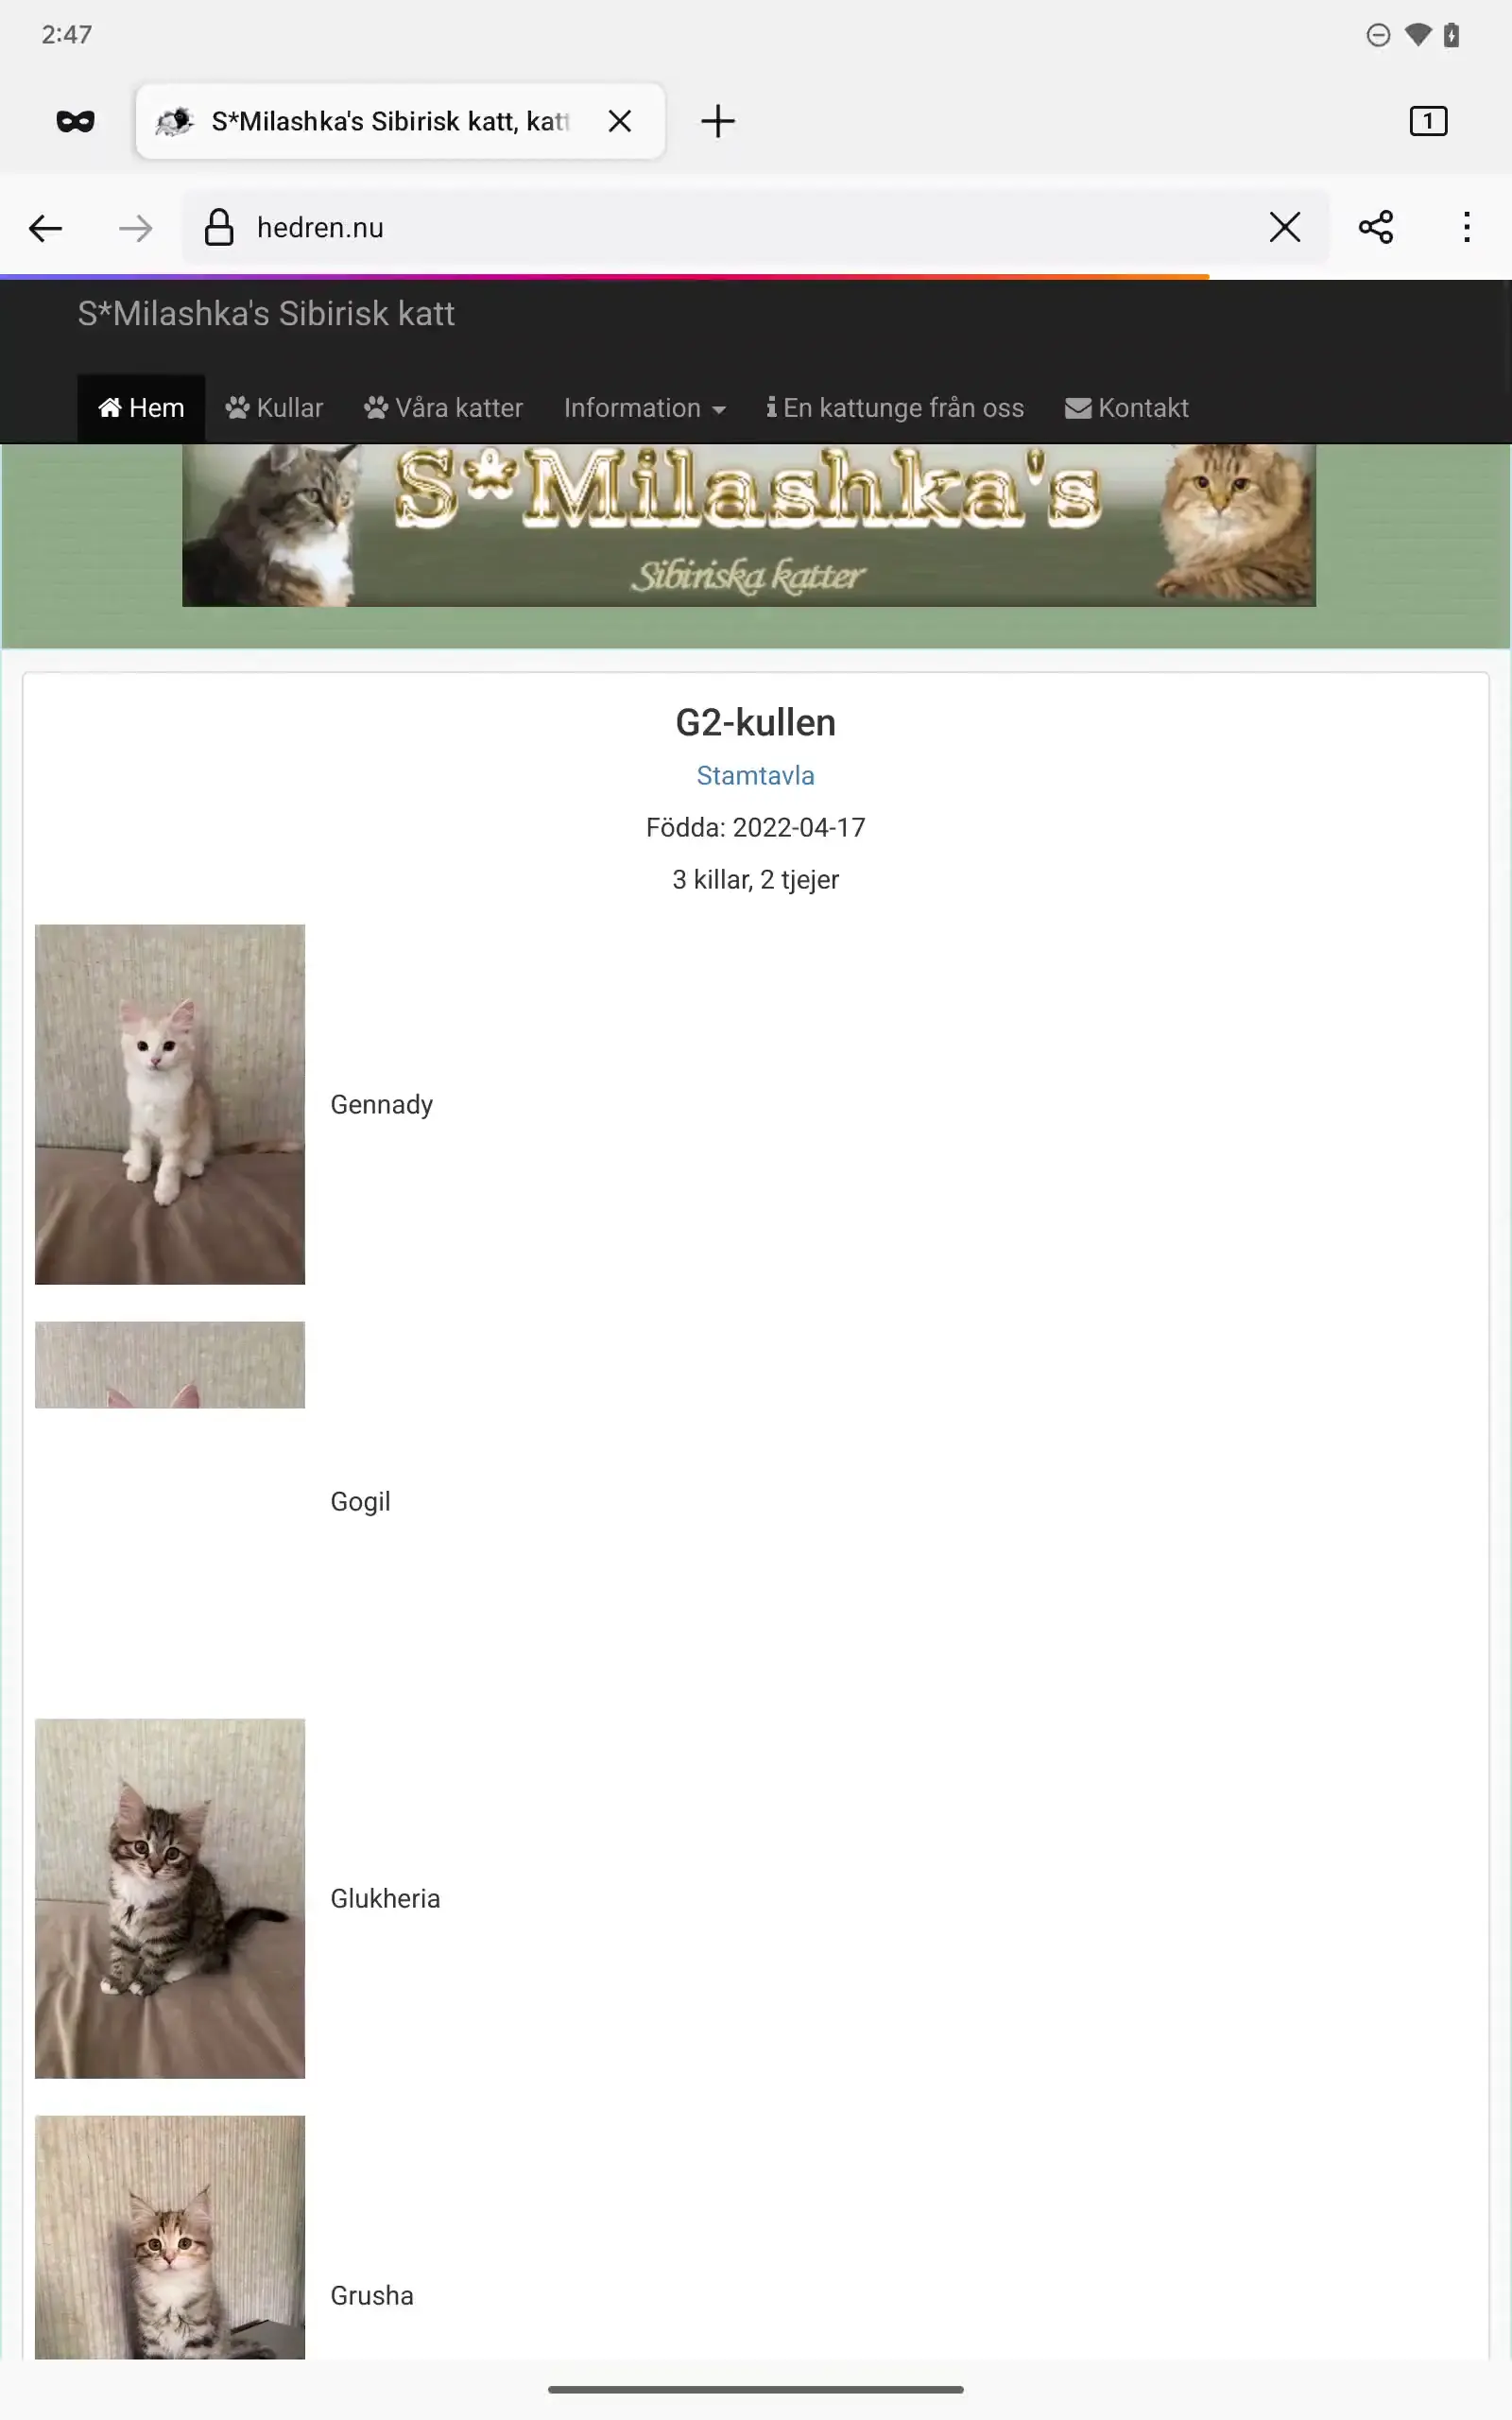 2:47
S*Milashka's Sibirisk katt, katt
1
hedren.nu
S*Milashka's Sibirisk katt
Hem Kullar Våra katter Information En kattunge från oss Kontakt
S*Milashka's
Sibiriska katter
G2-kullen
Stamtavla
Födda: 2022-04-17
3 killar, 2 tjejer
Gennady
Gogil
Glukheria
Grusha